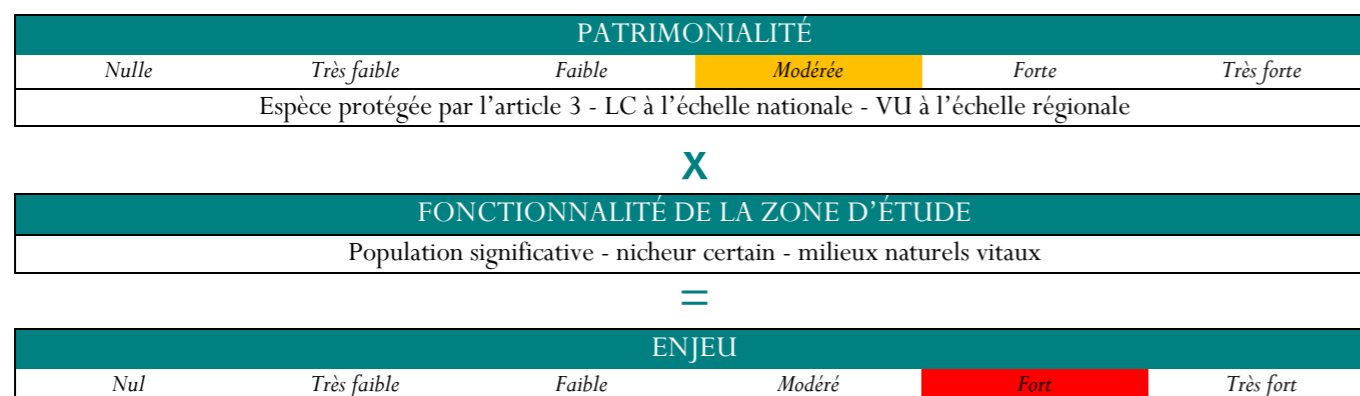 PATRIMONIALITÉ
Nulle Très faible Faible Modérée Forte Très forte
Espèce protégée par l’article 3 - LC à l’échelle nationale - VU à l’échelle régionale
X
FONCTIONNALITÉ DE LA ZONE D’ÉTUDE
Population significative - nicheur certain - milieux naturels vitaux
=
ENJEU
Nul Très faible Faible Modéré Fort Très fort